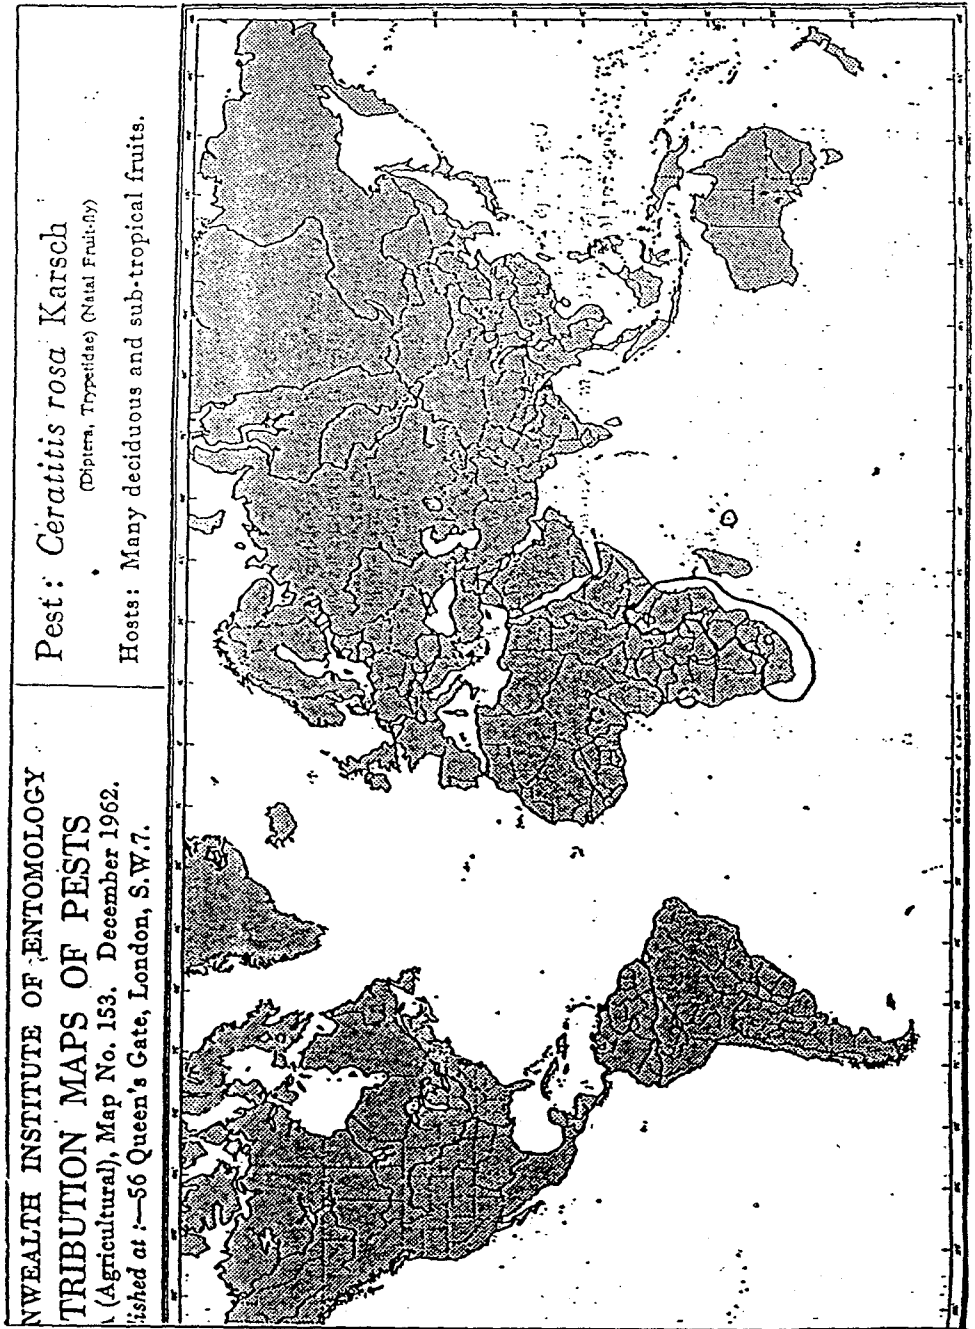 NWEALTH INSTITUTE OF ENTOMOLOGY
TRIBUTION MAPS OF PESTS
(Agricultural), Map No. 153. December 1962.
ished at :—56 Queen's Gate, London, S.W.7.
Pest : Ceratitis rosa Karsch
(Diptera, Trypetidae) (Natal Fruit-fly)
Hosts: Many deciduous and sub-tropical fruits.